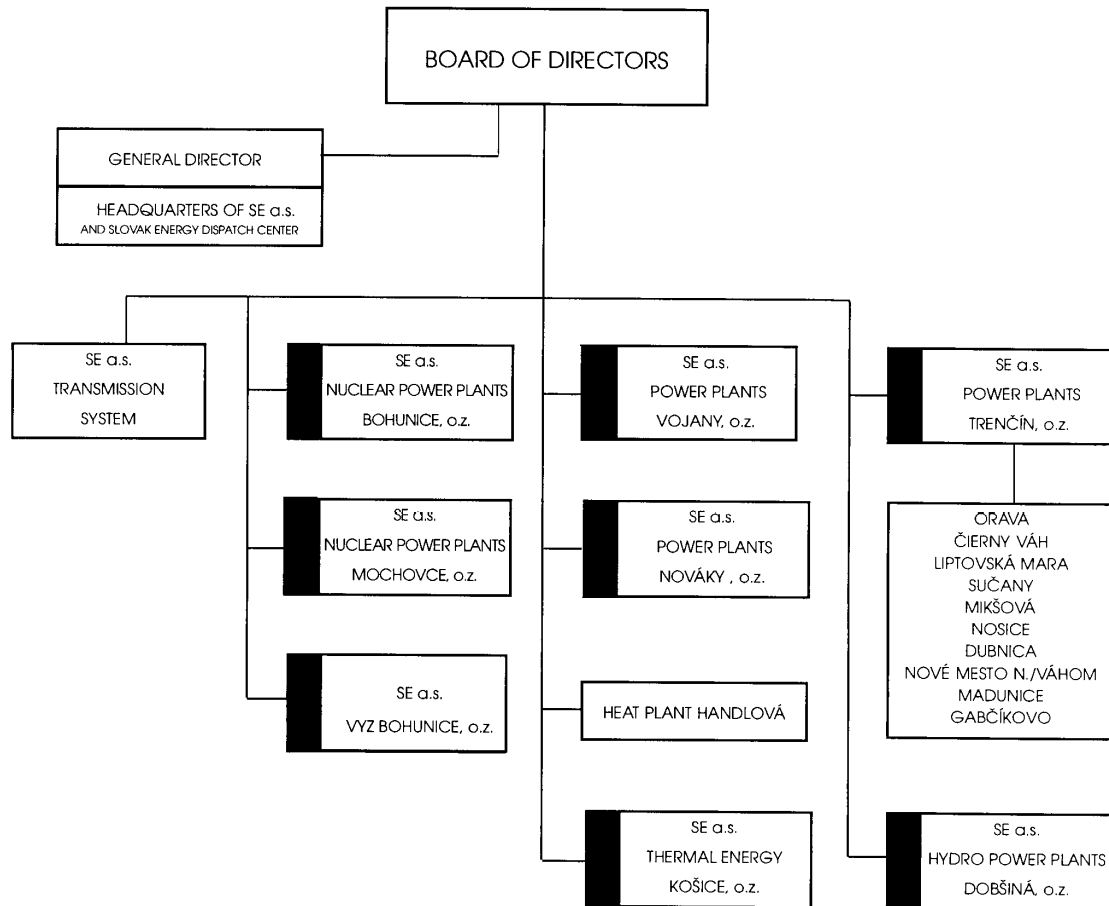 BOARD OF DIRECTORS
GENERAL DIRECTOR
HEADQUARTERS OF SE a.s.
AND SLOVAK ENERGY DISPATCH CENTER
SE a.s.
TRANSMISSION
SYSTEM
SE a.s.
NUCLEAR POWER PLANTS
BOHUNICE, o.z.
SE a.s.
POWER PLANTS
VOJANY, o.z.
SE a.s.
POWER PLANTS
TRENČÍN, o.z.
SE a.s.
NUCLEAR POWER PLANTS
MOCHOVCE, o.z.
SE a.s.
POWER PLANTS
NOVÁKY , o.z.
ORAVA
ČIERNY VÁH
LIPTOVSKÁ MARA
SUČANY
MIKŠOVÁ
NOSICE
DUBNICA
NOVÉ MESTO N./VÁHOM
MADUNICE
GABČÍKOVO
SE a.s.
VYZ BOHUNICE, o.z.
HEAT PLANT HANDLOVÁ
SE a.s.
THERMAL ENERGY
KOŠICE, o.z.
SE a.s.
HYDRO POWER PLANTS
DOBŠINÁ, o.z.